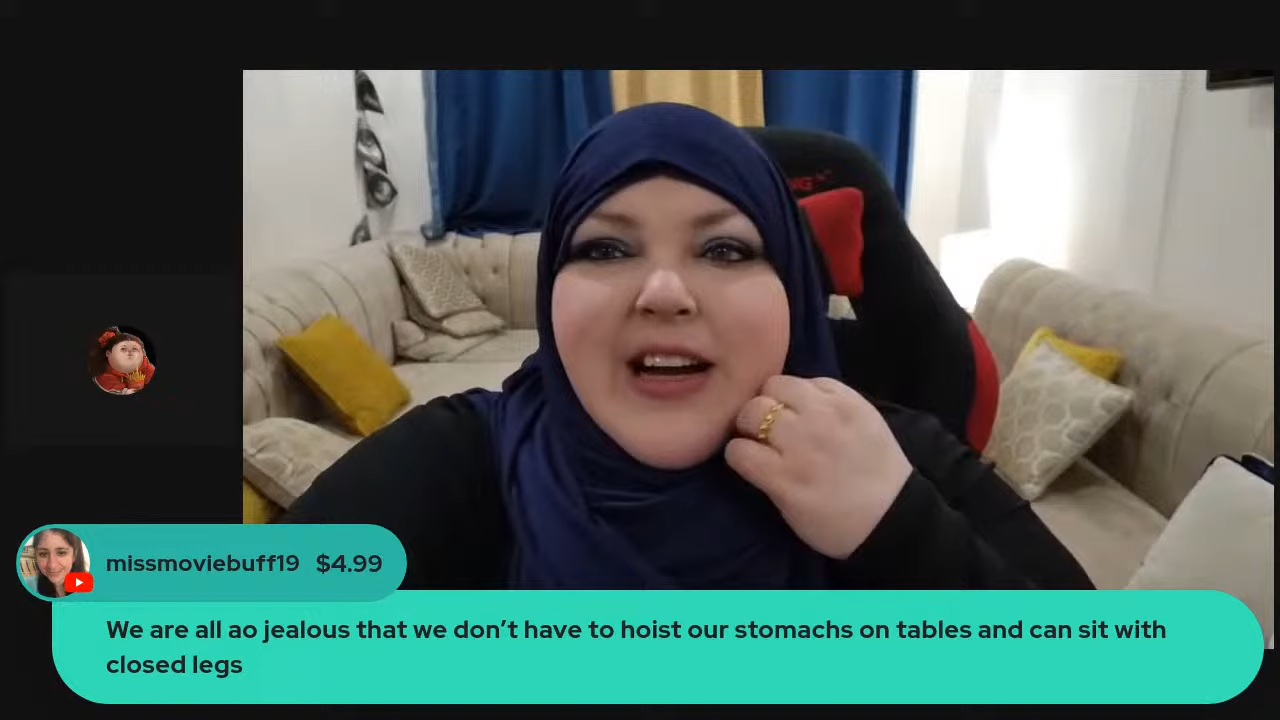 missmoviebuff19 $4.99
We are all ao jealous that we don’t have to hoist our stomachs on tables and can sit with
closed legs